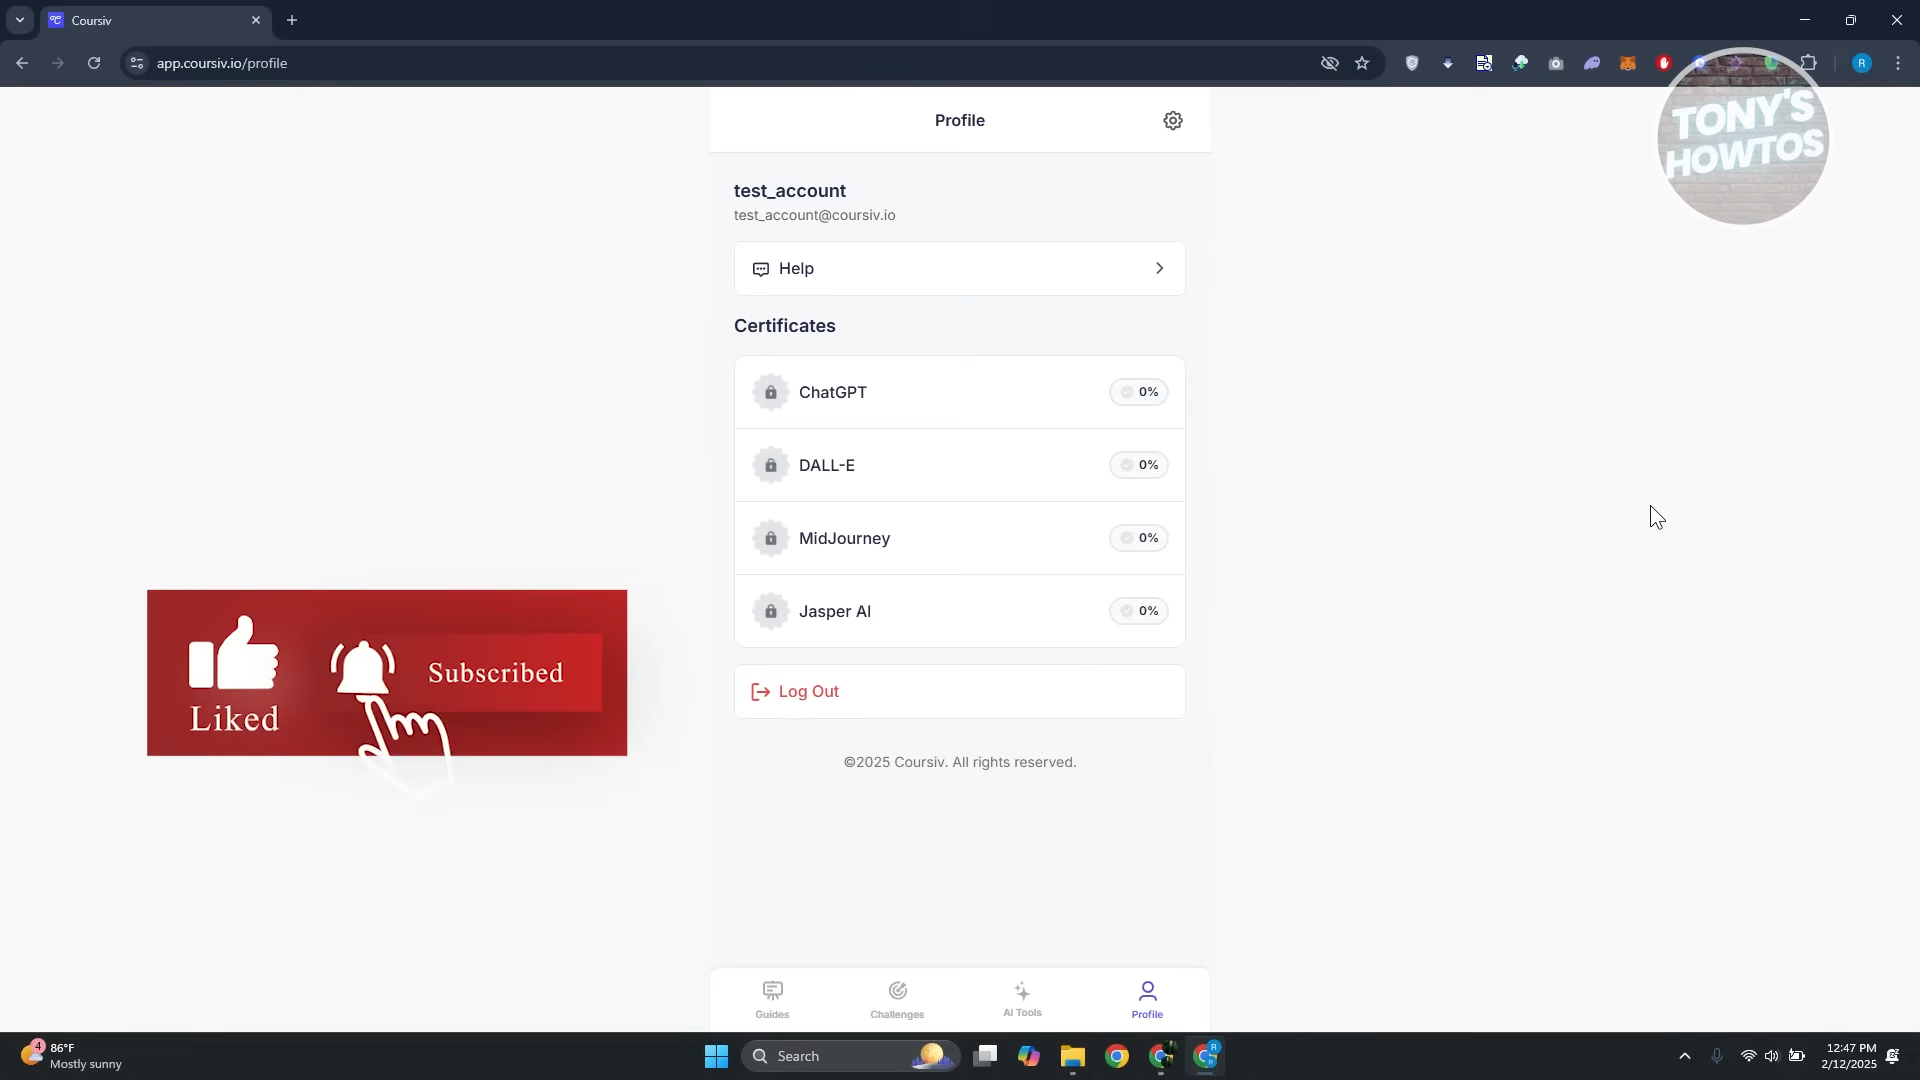 Coursiv
app.coursiv.io/profile
R
TONY'S
HOWTOS
Profile
test_account
test_account@coursiv.io
Help
Certificates
ChatGPT
0%
DALL-E
0%
MidJourney
0%
Jasper AI
0%
Liked
Subscribed
Log Out
©2025 Coursiv. All rights reserved.
Guides
Challenges
AI Tools
Profile
4
86°F
Mostly sunny
Search
R
12:47 PM
2/12/2025